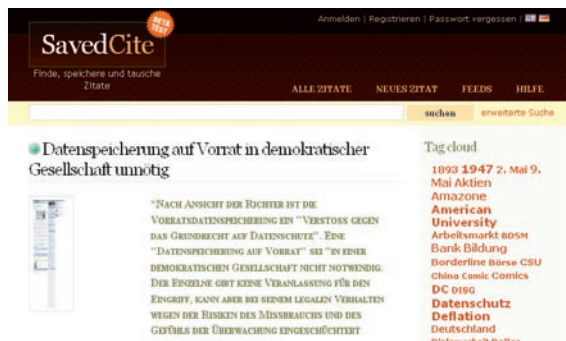 Anmelden | Registrieren | Passwort vergessen |
BETA TEST
SavedCite
Finde, speichere und tausche
Zitate
ALLE ZITATE NEUES ZITAT FEEDS HILFE
suchen erweiterte Suche
Datenspeicherung auf Vorrat in demokratischer
Gesellschaft unnötig
"NACH ANSICHT DER RICHTER IST DIE
VORRATSDATENSPEICHERUNG EIN "VERSTOSS GEGEN
DAS GRUNDRECHT AUF DATENSCHUTZ". EINE
"DATENSPEICHERUNG AUF VORRAT" SEI "IN EINER
DEMOKRATISCHEN GESELLSCHAFT NICHT NOTWENDIG.
DER EINZELNE GIBT KEINE VERANLASSUNG FÜR DEN
EINGRIFF, KANN ABER BEI SEINEM LEGALEN VERHALTEN
WEGEN DER RISIKEN DES MISSBRAUCHS UND DES
GEFÜHLS DER ÜBERWACHUNG EINGESCHÜCHTERT
Tag cloud
1893 1947 2. Mai 9.
Mai Aktien
Amazone
American
University
Arbeitsmarkt BDSM
Bank Bildung
Borderline Börse CSU
China Comic Comics
DC DISG
Datenschutz
Deflation
Deutschland